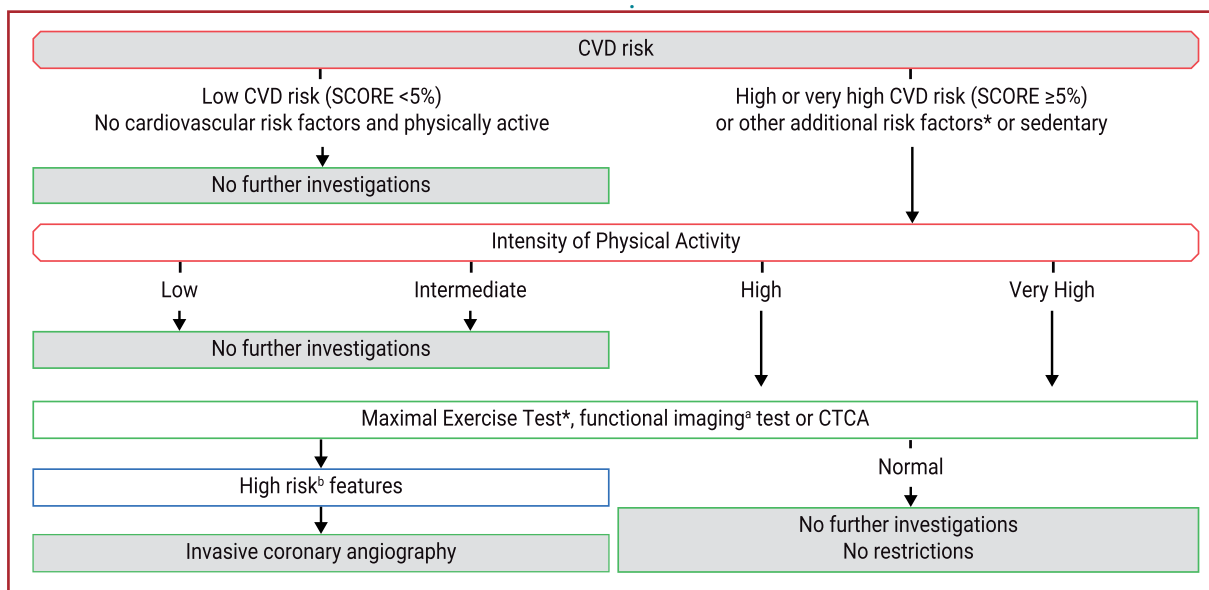 CVD risk
Low CVD risk (SCORE <5%)
No cardiovascular risk factors and physically active
High or very high CVD risk (SCORE ≥5%)
or other additional risk factors* or sedentary
No further investigations
Intensity of Physical Activity
Low
Intermediate
High
Very High
No further investigations
Maximal Exercise Test*, functional imagingᵃ test or CTCA
High riskᵇ features
Normal
Invasive coronary angiography
No further investigations
No restrictions